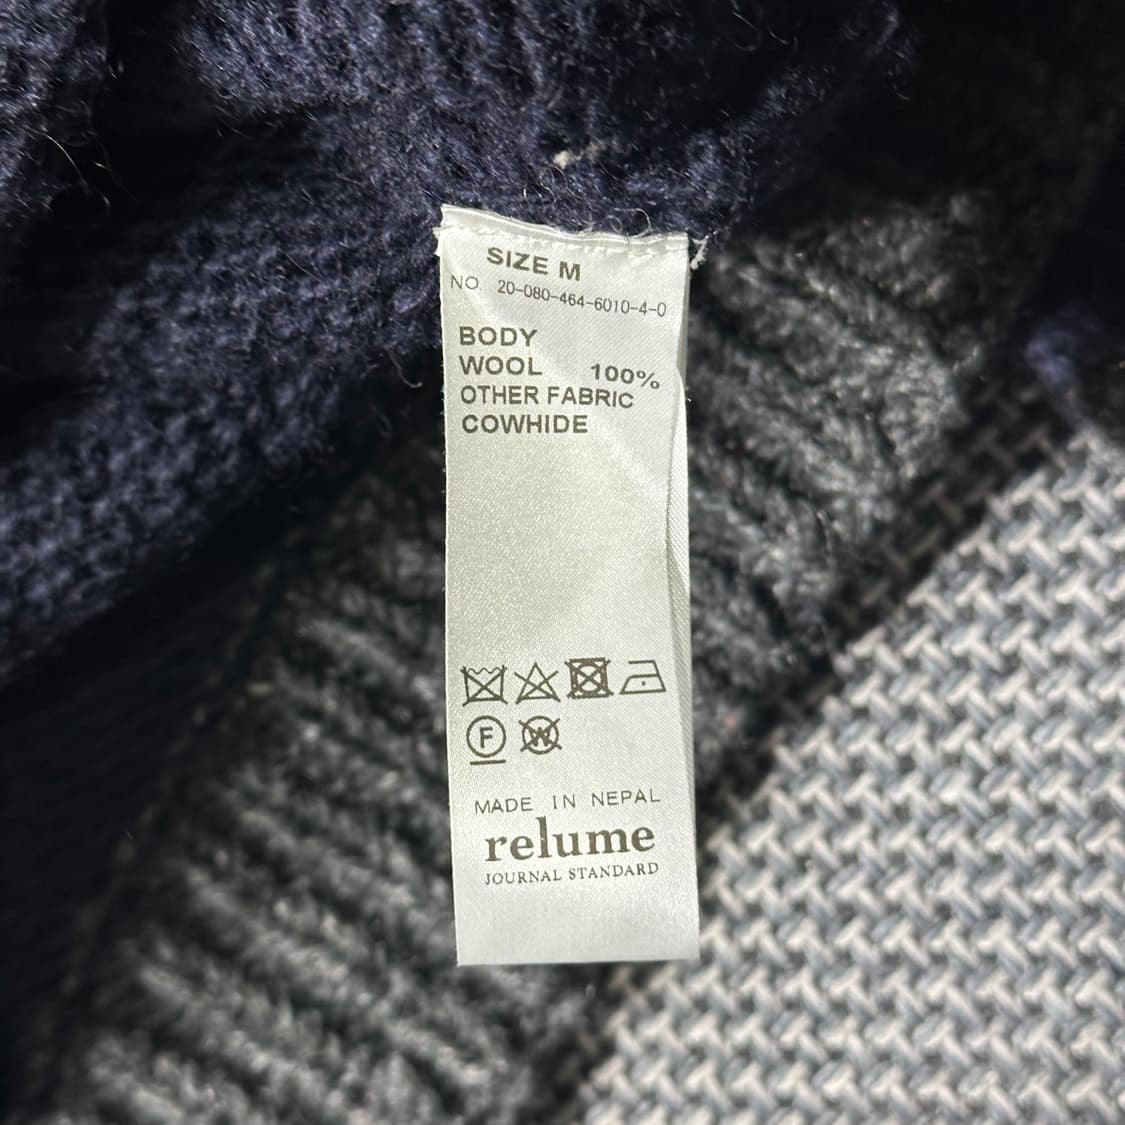 SIZE M
NO. 20-080-464-6010-4-0
BODY
WOOL 100%
OTHER FABRIC
COWHIDE
F W
MADE IN NEPAL
relume
JOURNAL STANDARD